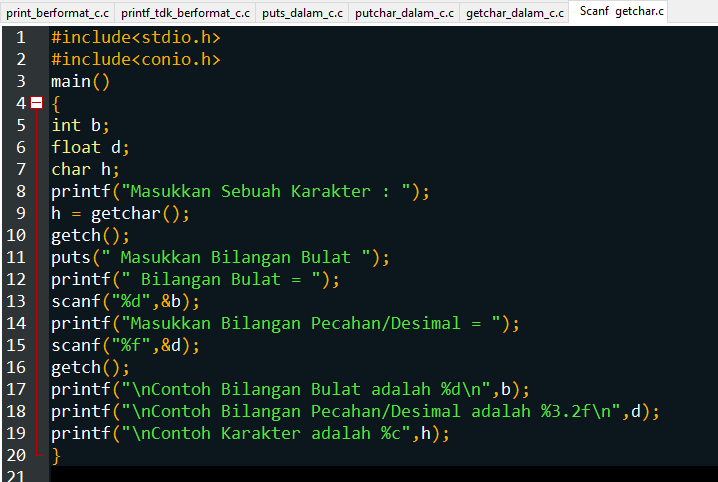 print_berformat_c.c printf_tdk_berformat_c.c puts_dalam_c.c putchar_dalam_c.c getchar_dalam_c.c Scanf getchar.c
1 #include<stdio.h>
2 #include<conio.h>
3 main()
4 {
5 int b;
6 float d;
7 char h;
8 printf("Masukkan Sebuah Karakter : ");
9 h = getchar();
10 getch();
11 puts(" Masukkan Bilangan Bulat ");
12 printf(" Bilangan Bulat = ");
13 scanf("%d",&b);
14 printf("Masukkan Bilangan Pecahan/Desimal = ");
15 scanf("%f",&d);
16 getch();
17 printf("\nContoh Bilangan Bulat adalah %d\n",b);
18 printf("\nContoh Bilangan Pecahan/Desimal adalah %3.2f\n",d);
19 printf("\nContoh Karakter adalah %c",h);
20 }
21